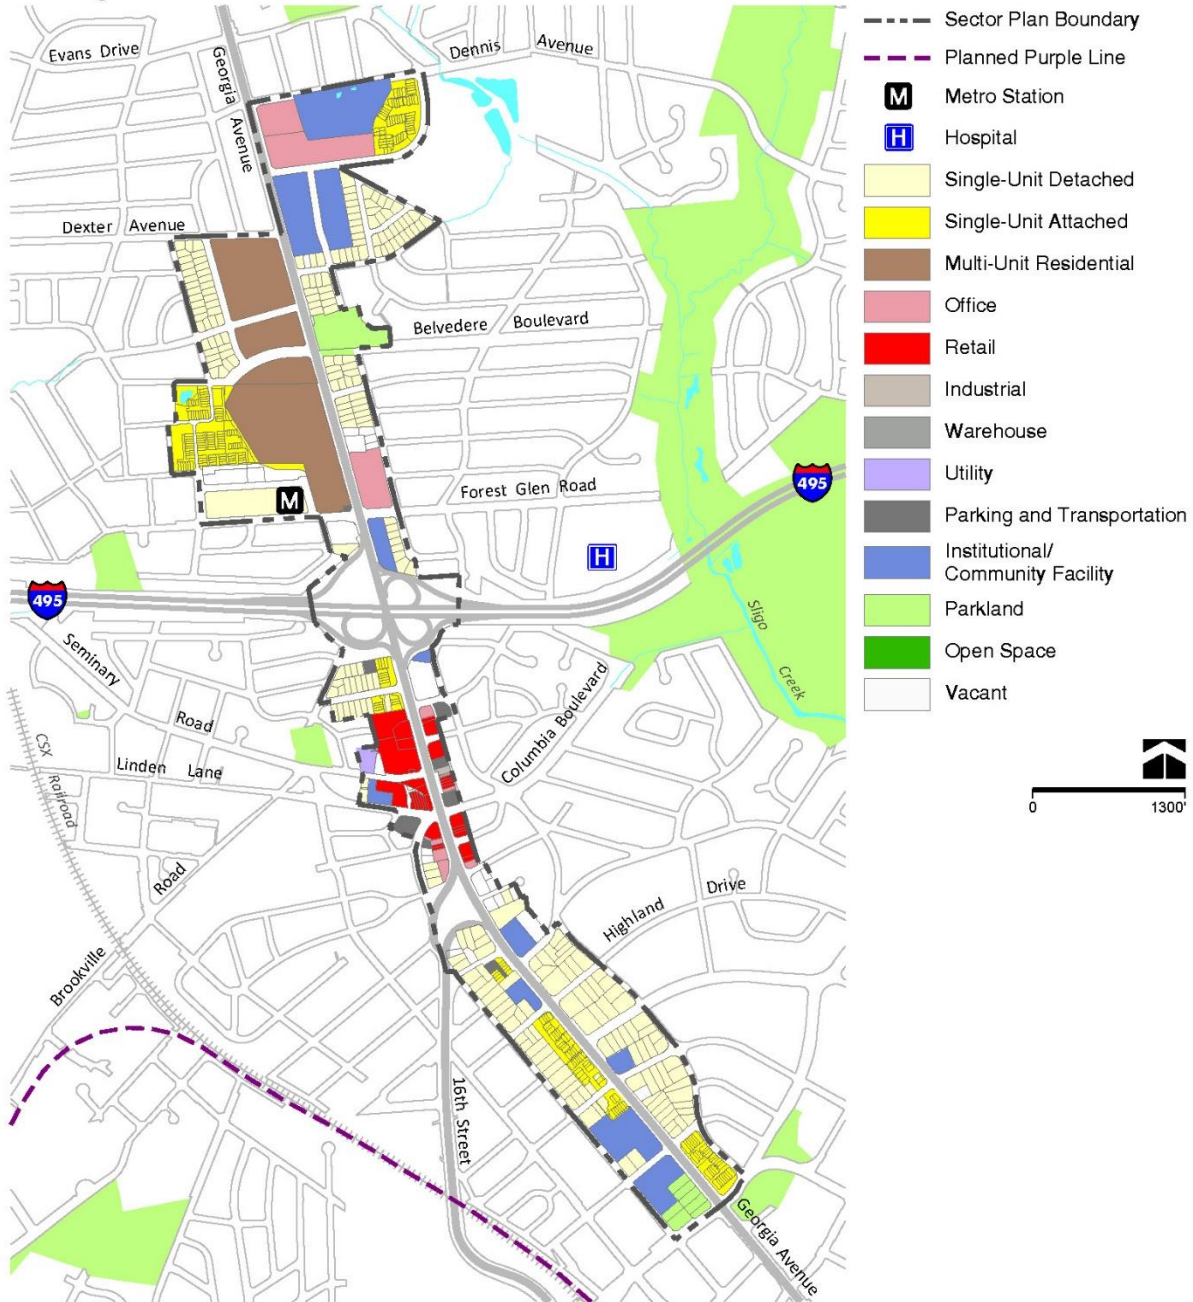 Evans Drive
Georgia
Avenue
Dennis Avenue
Dexter Avenue
Belvedere Boulevard
Forest Glen Road
M
H
495
495
Sligo
Creek
Seminary
Road
Columbia Boulevard
CSX Railroad
Linden Lane
Road
Brookville
Highland Drive
16th Street
Georgia Avenue
Sector Plan Boundary
Planned Purple Line
M Metro Station
H Hospital
Single-Unit Detached
Single-Unit Attached
Multi-Unit Residential
Office
Retail
Industrial
Warehouse
Utility
Parking and Transportation
Institutional/
Community Facility
Parkland
Open Space
Vacant
0 1300'